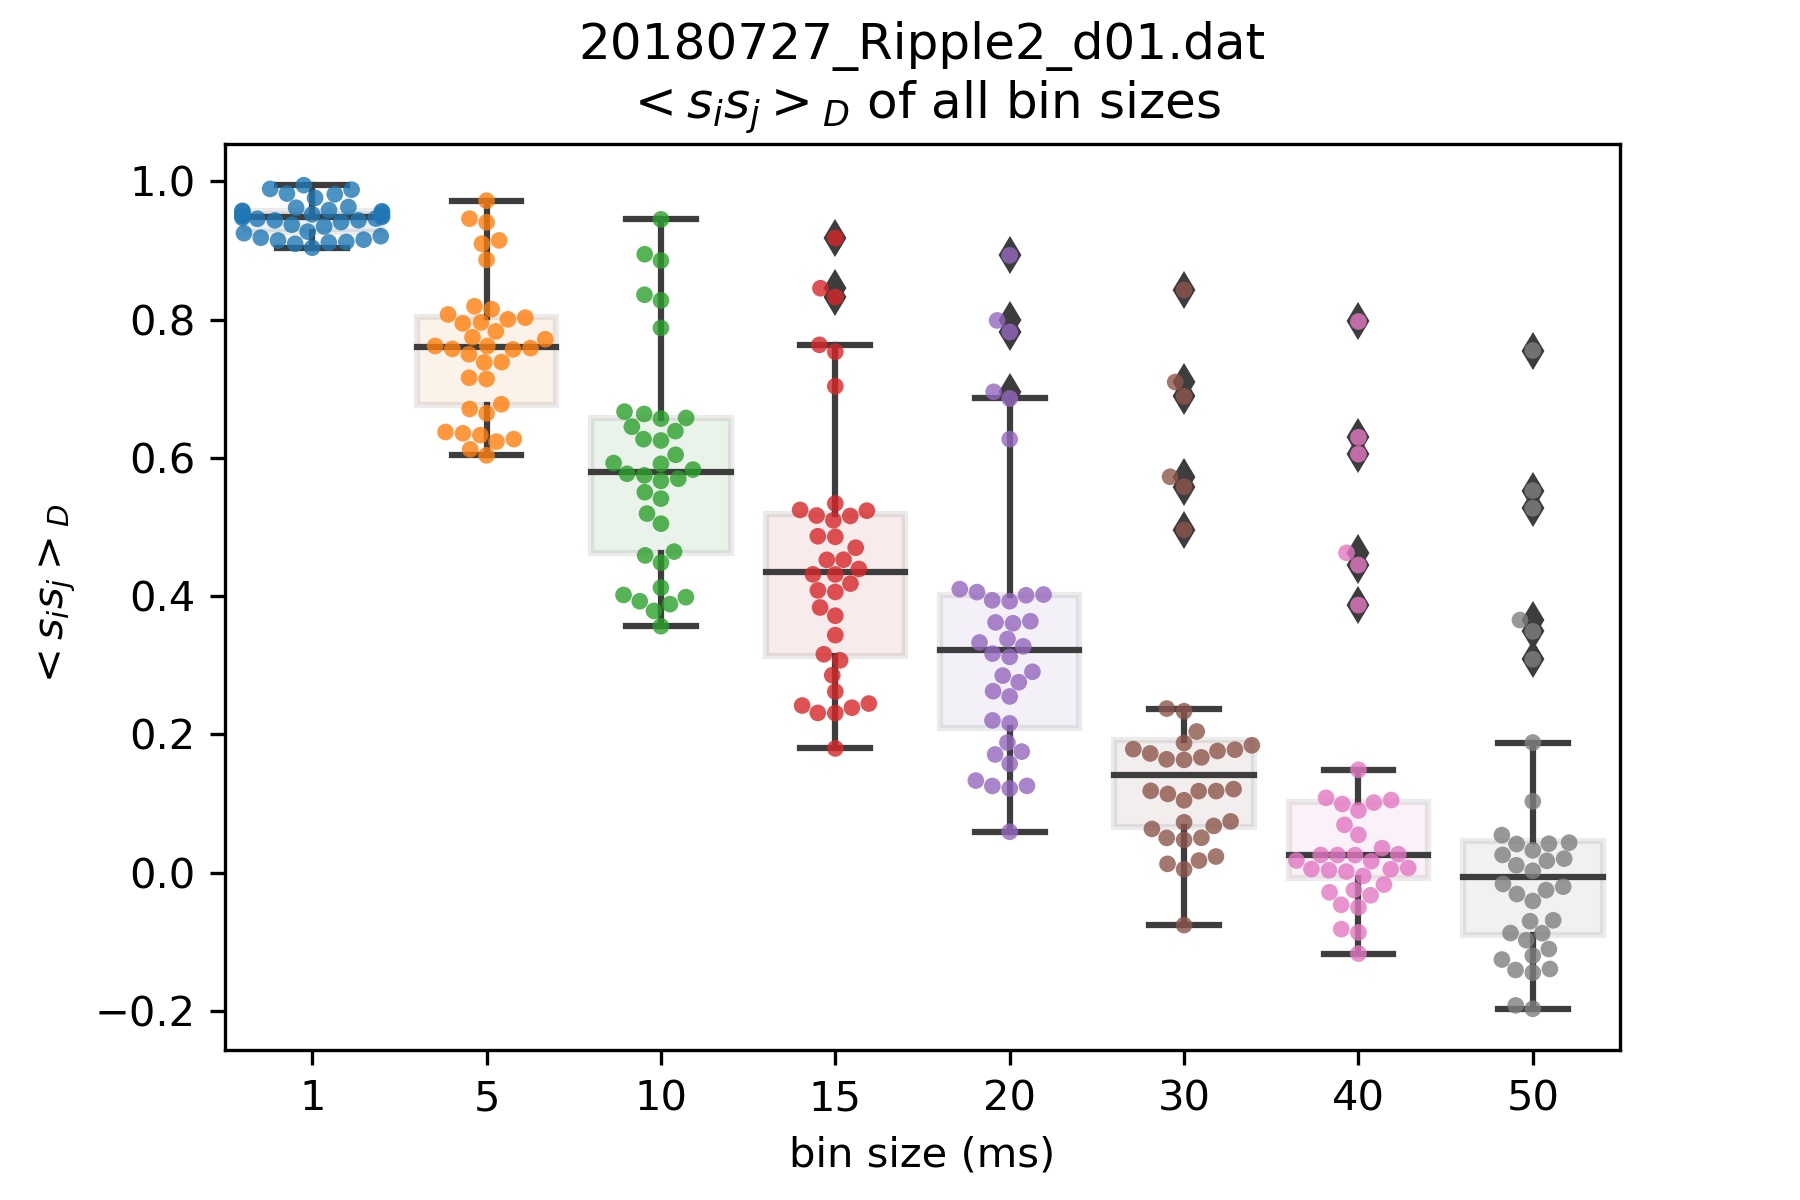 20180727_Ripple2_d01.dat
< s_i s_j >_D of all bin sizes
1.0
0.8
0.6
0.4
0.2
0.0
−0.2
< s_i s_j >_D
1 5 10 15 20 30 40 50
bin size (ms)